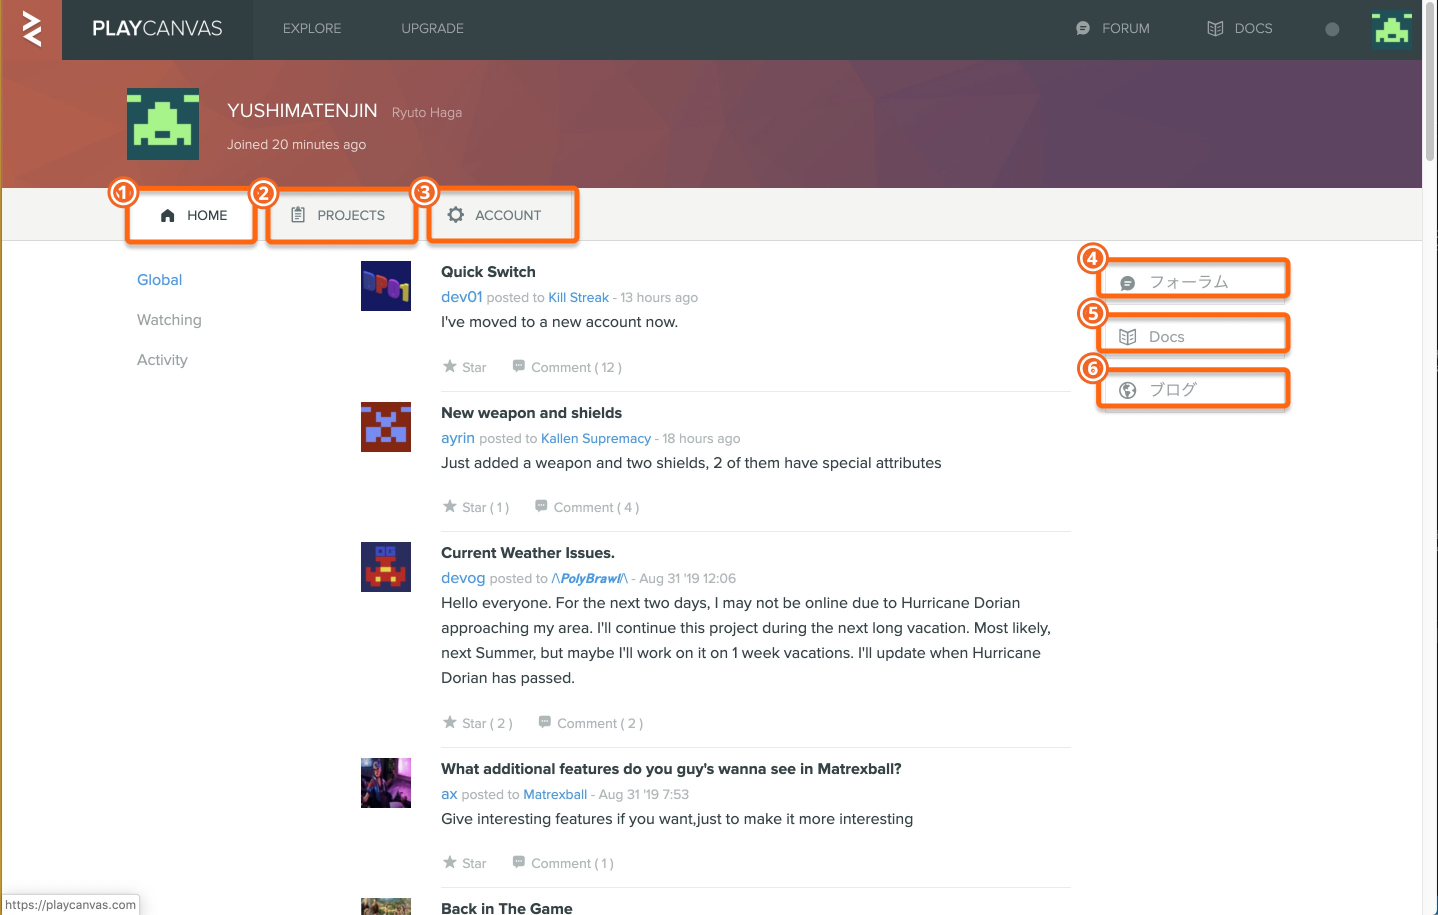 PLAYCANVAS EXPLORE UPGRADE FORUM DOCS
YUSHIMATENJIN Ryuto Haga
Joined 20 minutes ago
1 HOME 2 PROJECTS 3 ACCOUNT
Global
Watching
Activity
Quick Switch
dev01 posted to Kill Streak - 13 hours ago
I've moved to a new account now.
Star Comment ( 12 )
New weapon and shields
ayrin posted to Kallen Supremacy - 18 hours ago
Just added a weapon and two shields, 2 of them have special attributes
Star ( 1 ) Comment ( 4 )
Current Weather Issues.
devog posted to /\PolyBrawl/\ - Aug 31 '19 12:06
Hello everyone. For the next two days, I may not be online due to Hurricane Dorian
approaching my area. I'll continue this project during the next long vacation. Most likely,
next Summer, but maybe I'll work on it on 1 week vacations. I'll update when Hurricane
Dorian has passed.
Star ( 2 ) Comment ( 2 )
What additional features do you guy's wanna see in Matrexball?
ax posted to Matrexball - Aug 31 '19 7:53
Give interesting features if you want,just to make it more interesting
Star Comment ( 1 )
Back in The Game
4 フォーラム
5 Docs
6 ブログ
https://playcanvas.com